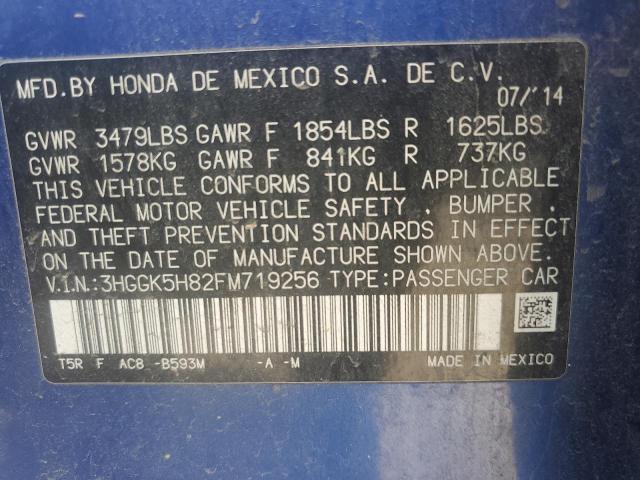 MFD.BY HONDA DE MEXICO S.A. DE C.V.
07/'14
GVWR 3479LBS GAWR F 1854LBS R 1625LBS
GVWR 1578KG GAWR F 841KG R 737KG
THIS VEHICLE CONFORMS TO ALL APPLICABLE
FEDERAL MOTOR VEHICLE SAFETY , BUMPER ,
AND THEFT PREVENTION STANDARDS IN EFFECT
ON THE DATE OF MANUFACTURE SHOWN ABOVE.
V.I.N:3HGGK5H82FM719256 TYPE:PASSENGER CAR
T5R F AC8 -B593M -A -M MADE IN MEXICO